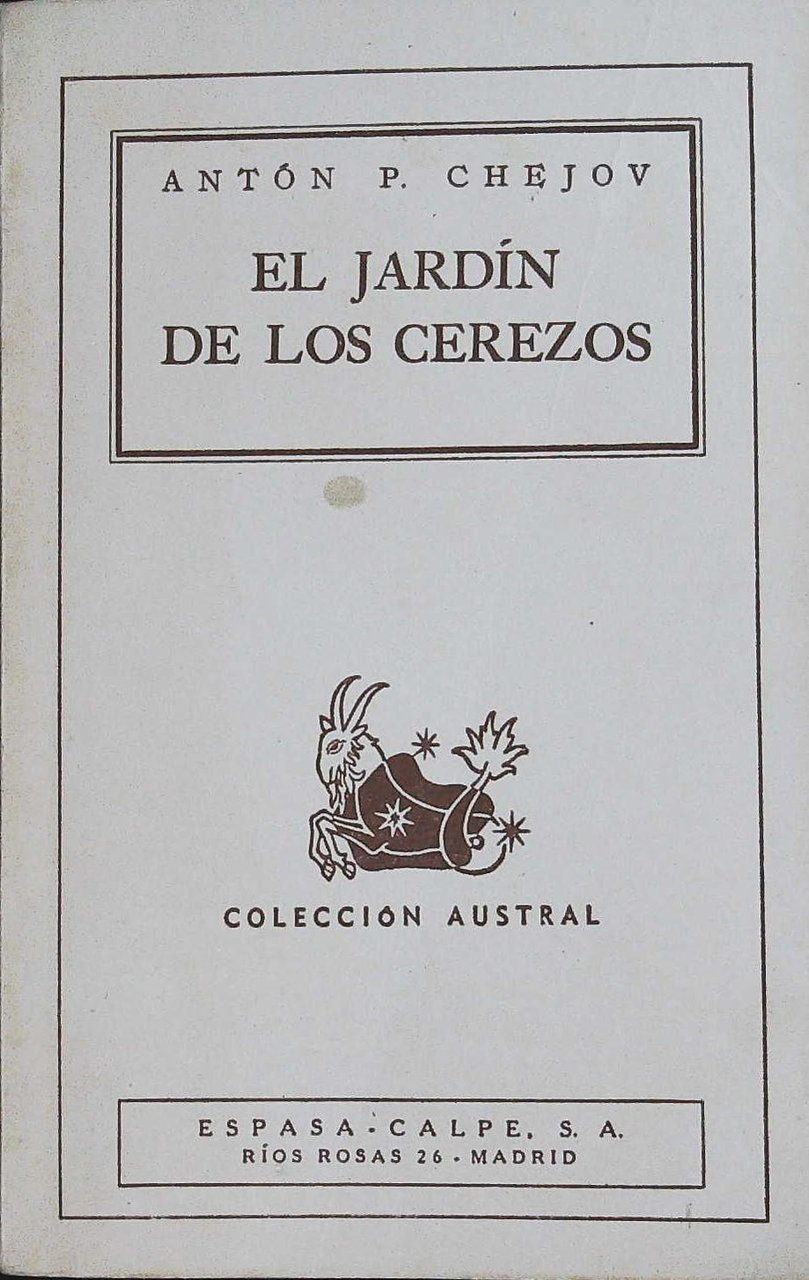 ANTÓN P. CHEJOV
EL JARDÍN
DE LOS CEREZOS
COLECCIÓN AUSTRAL
ESPASA-CALPE, S. A.
RÍOS ROSAS 26 - MADRID